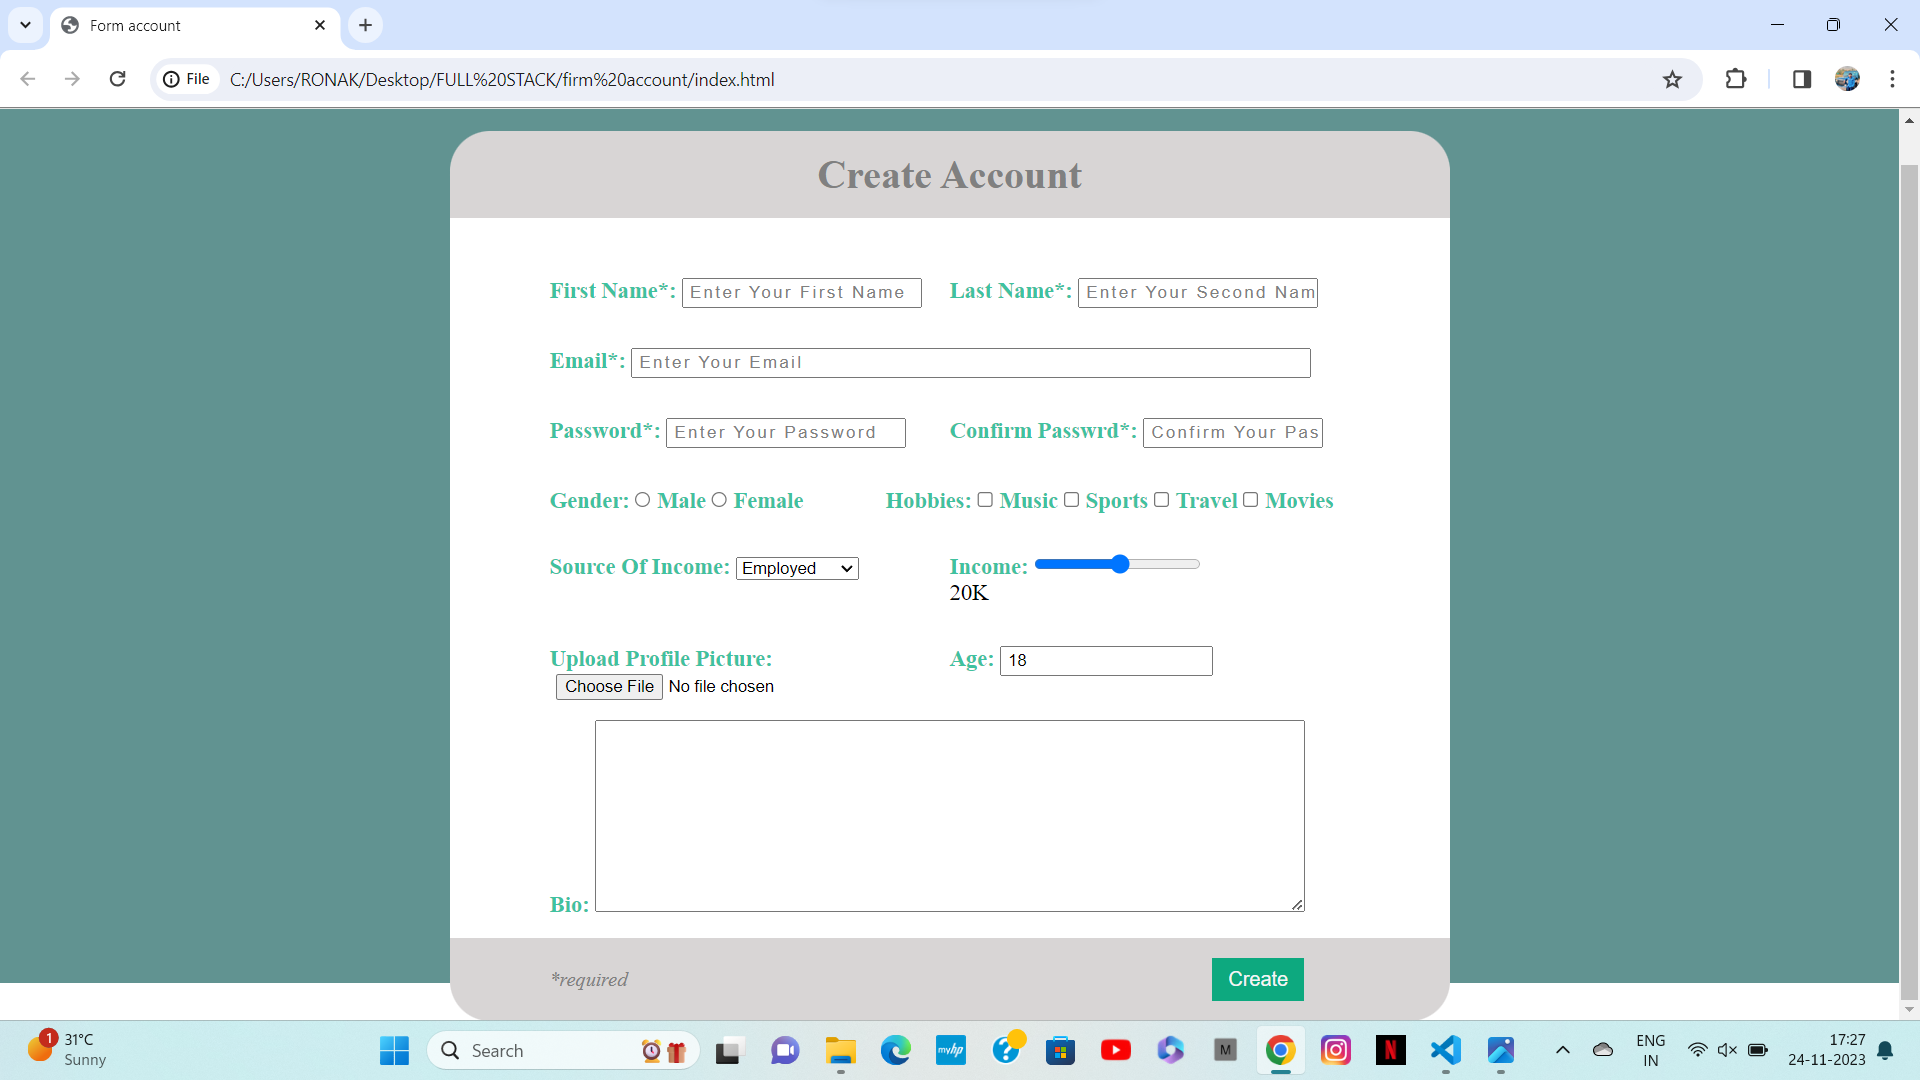 Form account
File C:/Users/RONAK/Desktop/FULL%20STACK/firm%20account/index.html
Create Account
First Name*: Enter Your First Name Last Name*: Enter Your Second Nam
Email*: Enter Your Email
Password*: Enter Your Password Confirm Passwrd*: Confirm Your Pas
Gender: Male Female Hobbies: Music Sports Travel Movies
Source Of Income: Employed Income:
20K
Upload Profile Picture: Age: 18
Choose File No file chosen
Bio:
*required Create
1 31°C
Sunny
Search
myhp
M
N
ENG
IN
17:27
24-11-2023